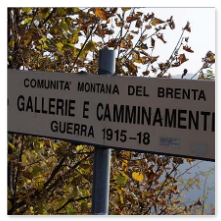 COMUNITA' MONTANA DEL BRENTA
GALLERIE E CAMMINAMENTI
GUERRA 1915-18